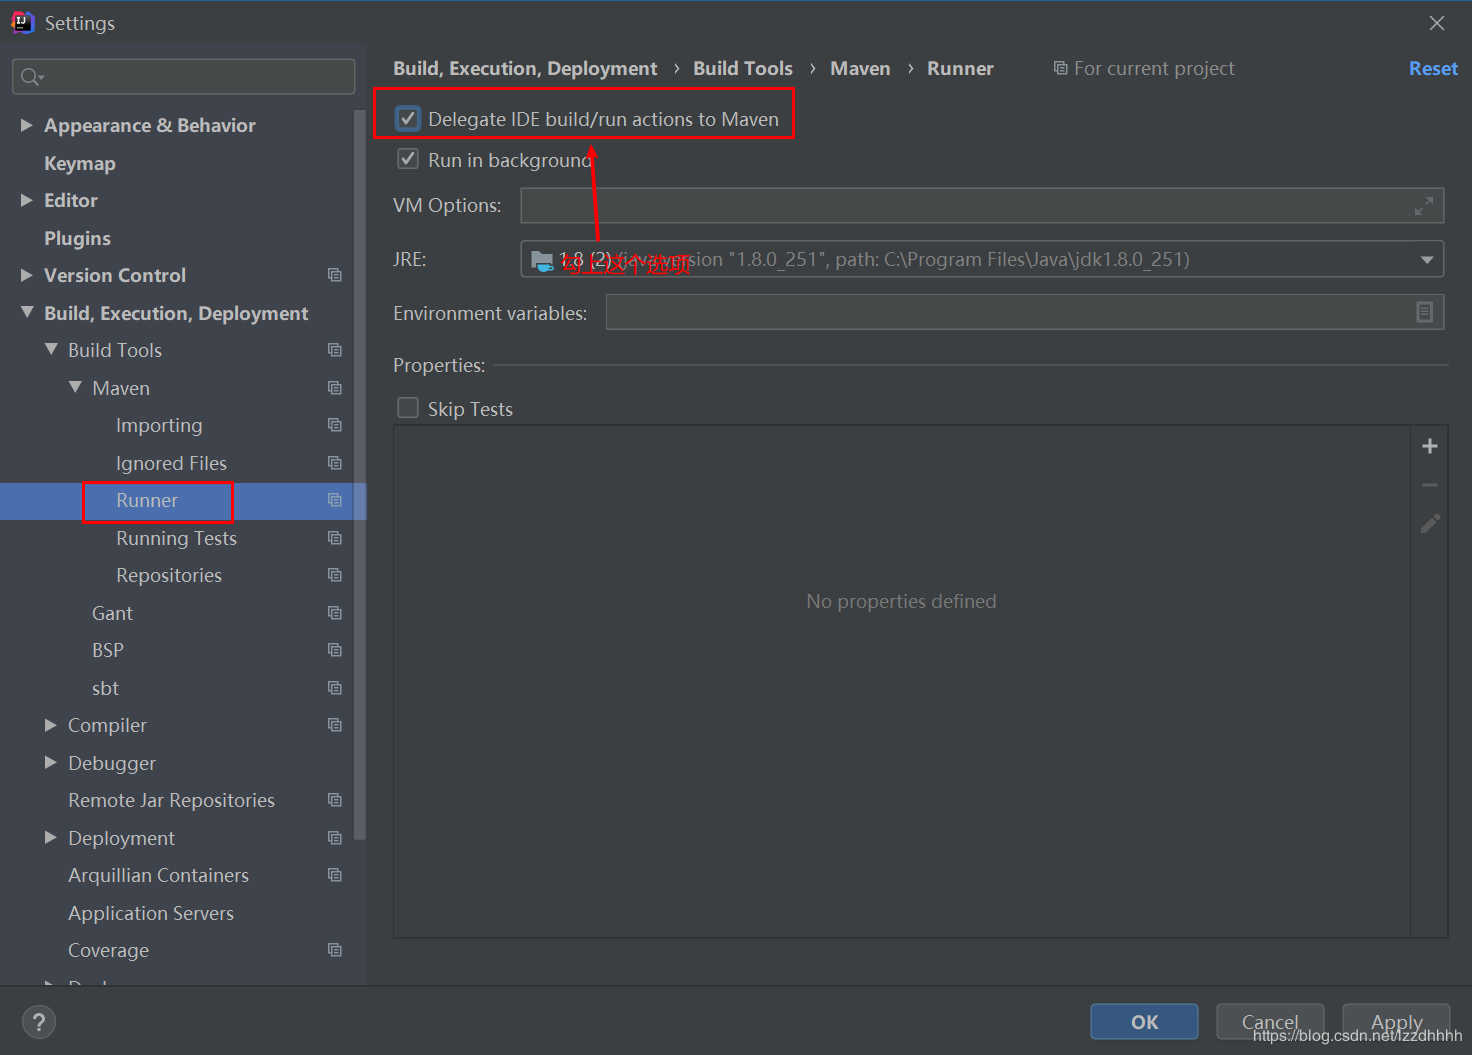 Settings
Appearance & Behavior
Keymap
Editor
Plugins
Version Control
Build, Execution, Deployment
Build Tools
Maven
Importing
Ignored Files
Runner
Running Tests
Repositories
Gant
BSP
sbt
Compiler
Debugger
Remote Jar Repositories
Deployment
Arquillian Containers
Application Servers
Coverage
Build, Execution, Deployment › Build Tools › Maven › Runner
For current project
Reset
Delegate IDE build/run actions to Maven
Run in background
VM Options:
JRE:
1.8 (2) (java version "1.8.0_251", path: C:\Program Files\Java\jdk1.8.0_251)
勾上这个选项
Environment variables:
Properties:
Skip Tests
No properties defined
?
OK
Cancel
Apply
https://blog.csdn.net/lzzdhhhh